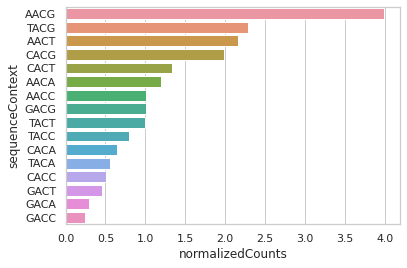 AACG
TACG
AACT
CACG
CACT
AACA
AACC
GACG
TACT
TACC
CACA
TACA
CACC
GACT
GACA
GACC
sequenceContext
0.0 0.5 1.0 1.5 2.0 2.5 3.0 3.5 4.0
normalizedCounts